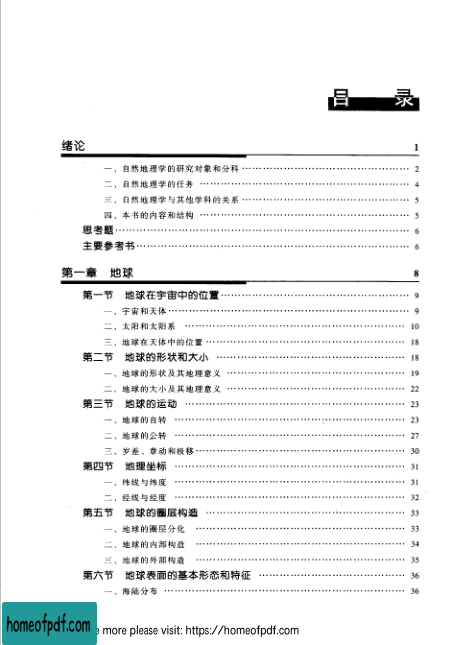 目 录
绪论 1
一、自然地理学的研究对象和分科 2
二、自然地理学的任务 4
三、自然地理学与其他学科的关系 5
四、本书的内容和结构 5
思考题 6
主要参考书 6
第一章 地球 8
第一节 地球在宇宙中的位置 9
一、宇宙和天体 9
二、太阳和太阳系 10
三、地球在天体中的位置 18
第二节 地球的形状和大小 18
一、地球的形状及其地理意义 19
二、地球的大小及其地理意义 22
第三节 地球的运动 23
一、地球的自转 23
二、地球的公转 27
三、岁差、章动和极移 30
第四节 地理坐标 31
一、纬线与纬度 31
二、经线与经度 32
第五节 地球的圈层构造 33
一、地球的圈层分化 33
二、地球的内部构造 34
三、地球的外部构造 35
第六节 地球表面的基本形态和特征 36
一、海陆分布 36
homeofpdf.com
more please visit: https://homeofpdf.com